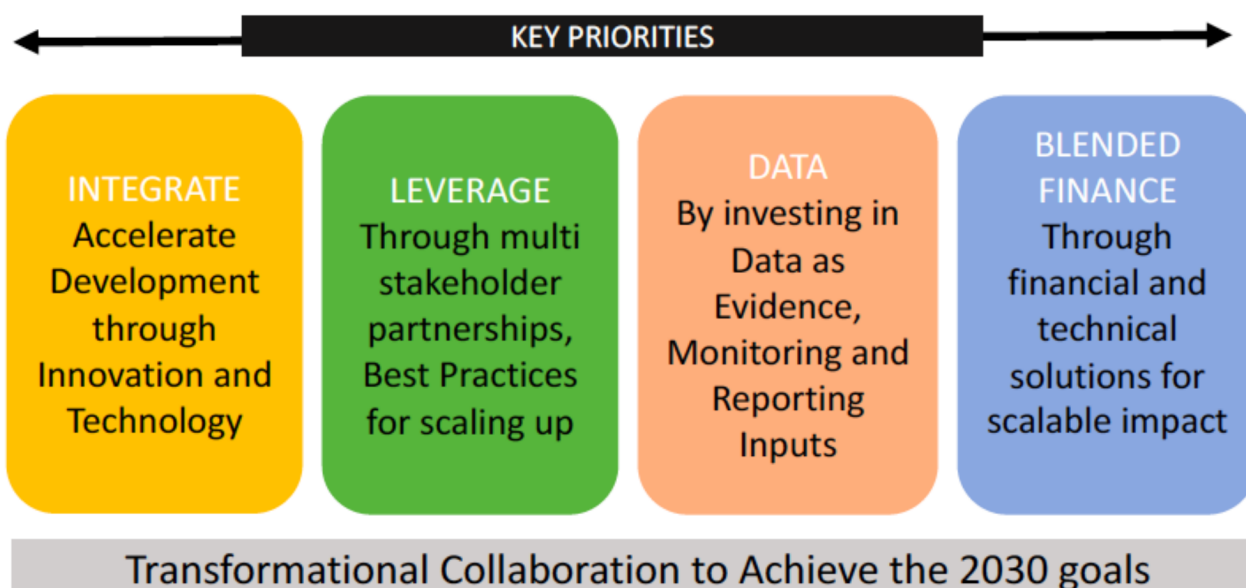 KEY PRIORITIES
INTEGRATE
Accelerate
Development
through
Innovation and
Technology
LEVERAGE
Through multi
stakeholder
partnerships,
Best Practices
for scaling up
DATA
By investing in
Data as
Evidence,
Monitoring and
Reporting
Inputs
BLENDED
FINANCE
Through
financial and
technical
solutions for
scalable impact
Transformational Collaboration to Achieve the 2030 goals